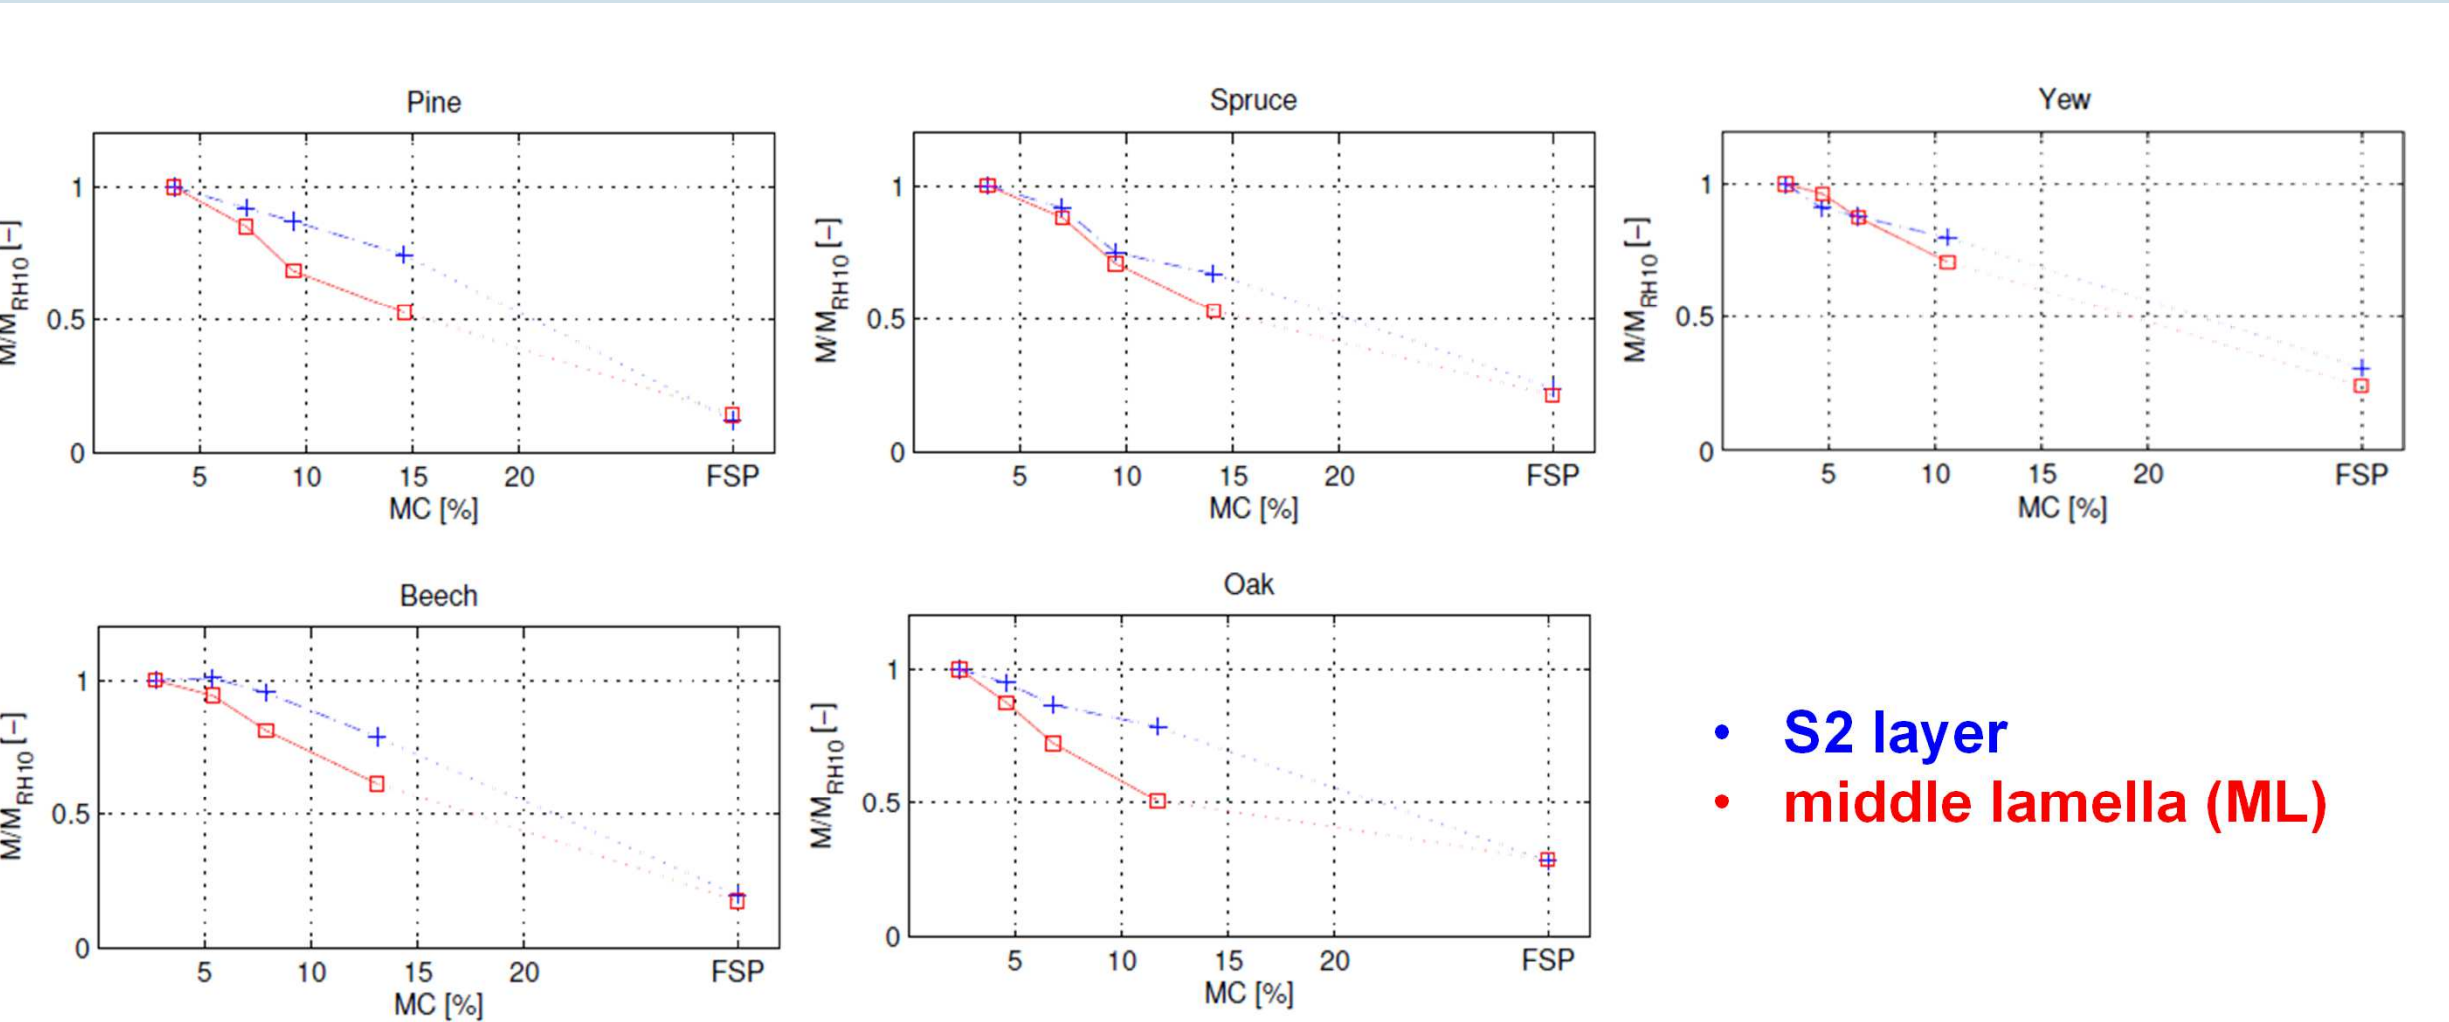 Pine
M/M_RH10 [–]
1
0.5
0
5 10 15 20 FSP
MC [%]
Spruce
M/M_RH10 [–]
1
0.5
0
5 10 15 20 FSP
MC [%]
Yew
M/M_RH10 [–]
1
0.5
0
5 10 15 20 FSP
MC [%]
Beech
M/M_RH10 [–]
1
0.5
0
5 10 15 20 FSP
MC [%]
Oak
M/M_RH10 [–]
1
0.5
0
5 10 15 20 FSP
MC [%]
• S2 layer
• middle lamella (ML)